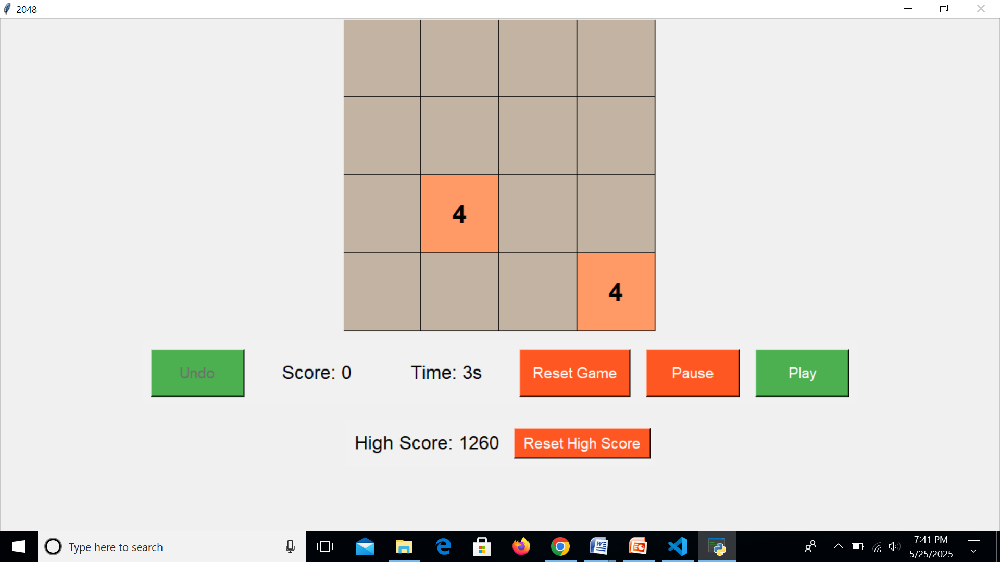 2048
4
4
Undo
Score: 0
Time: 3s
Reset Game
Pause
Play
High Score: 1260
Reset High Score
Type here to search
7:41 PM
5/25/2025